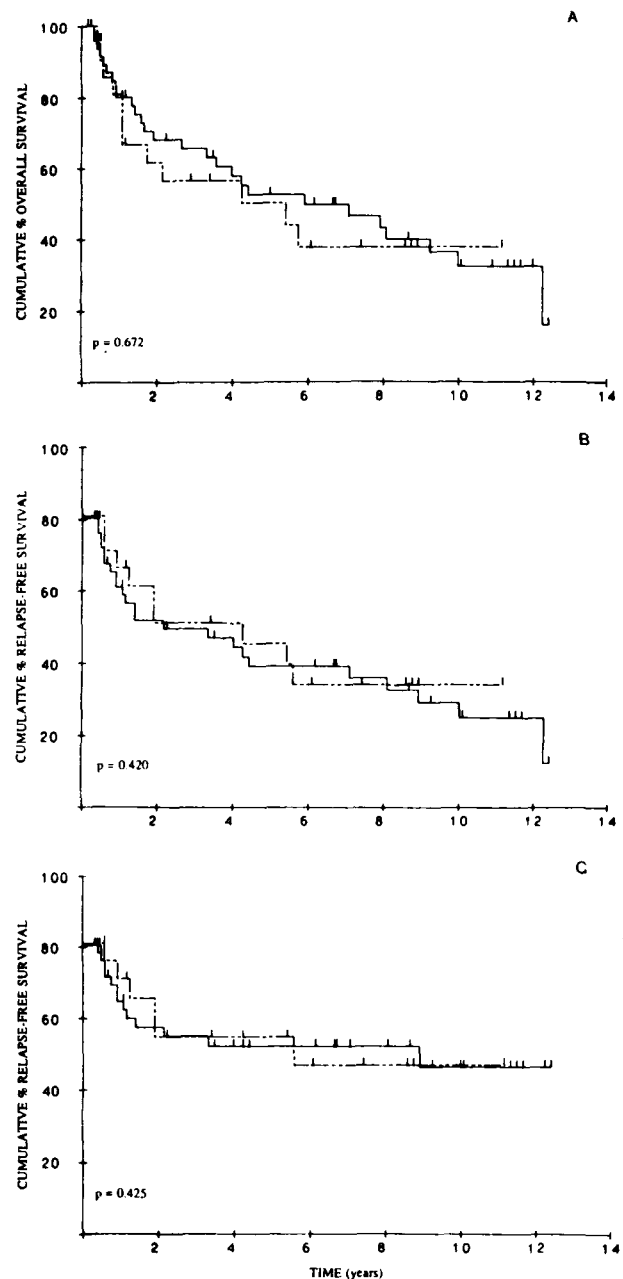 A
CUMULATIVE % OVERALL SURVIVAL
100
80
60
40
20
p = 0.672
2 4 6 8 10 12 14
B
CUMULATIVE % RELAPSE-FREE SURVIVAL
100
80
60
40
20
p = 0.420
2 4 6 8 10 12 14
C
CUMULATIVE % RELAPSE-FREE SURVIVAL
100
80
60
40
20
p = 0.425
2 4 6 8 10 12 14
TIME (years)